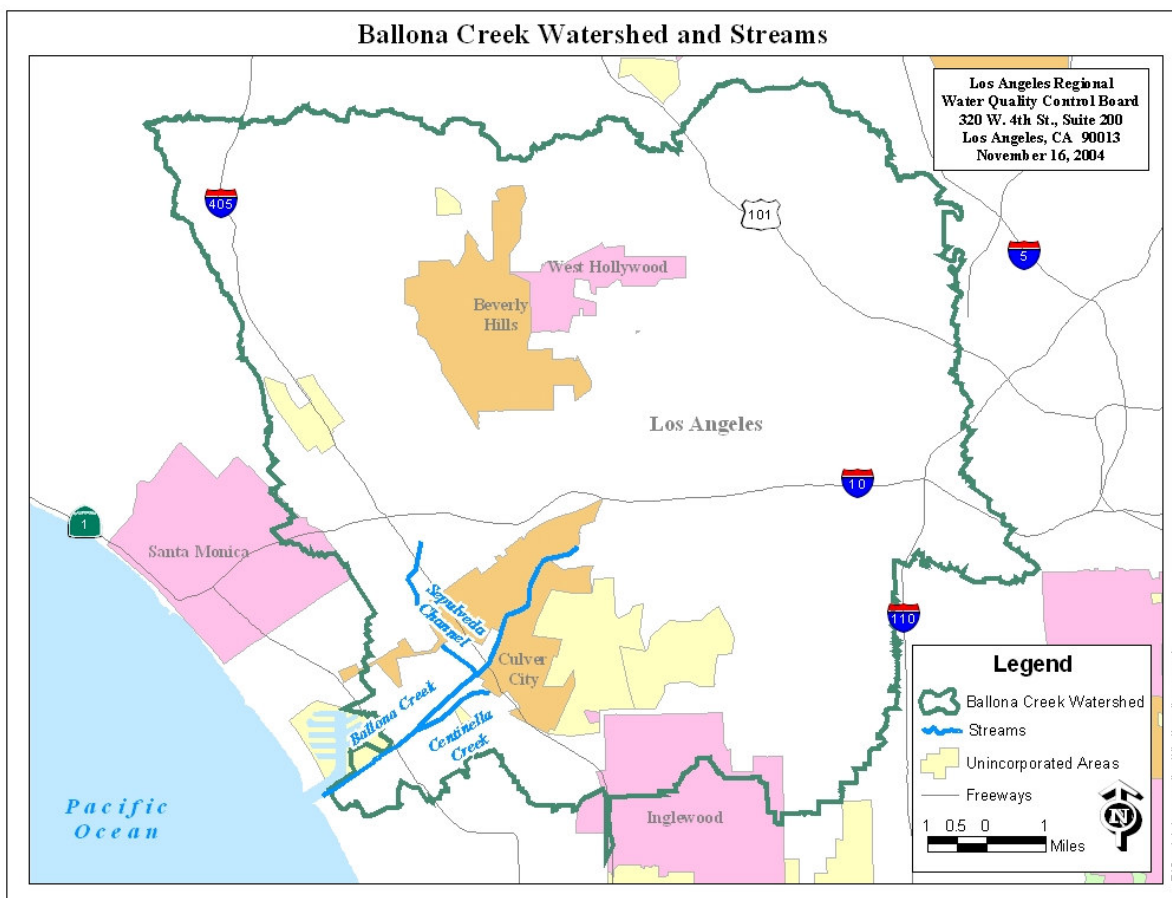 Ballona Creek Watershed and Streams
Los Angeles Regional
Water Quality Control Board
320 W. 4th St., Suite 200
Los Angeles, CA 90013
November 16, 2004
405
101
5
West Hollywood
Beverly
Hills
Los Angeles
10
1
Santa Monica
Sepulveda
Channel
110
Culver
City
Ballona Creek
Centinella
Creek
Pacific
Ocean
Inglewood
Legend
Ballona Creek Watershed
Streams
Unincorporated Areas
Freeways
1 0.5 0 1
Miles
N